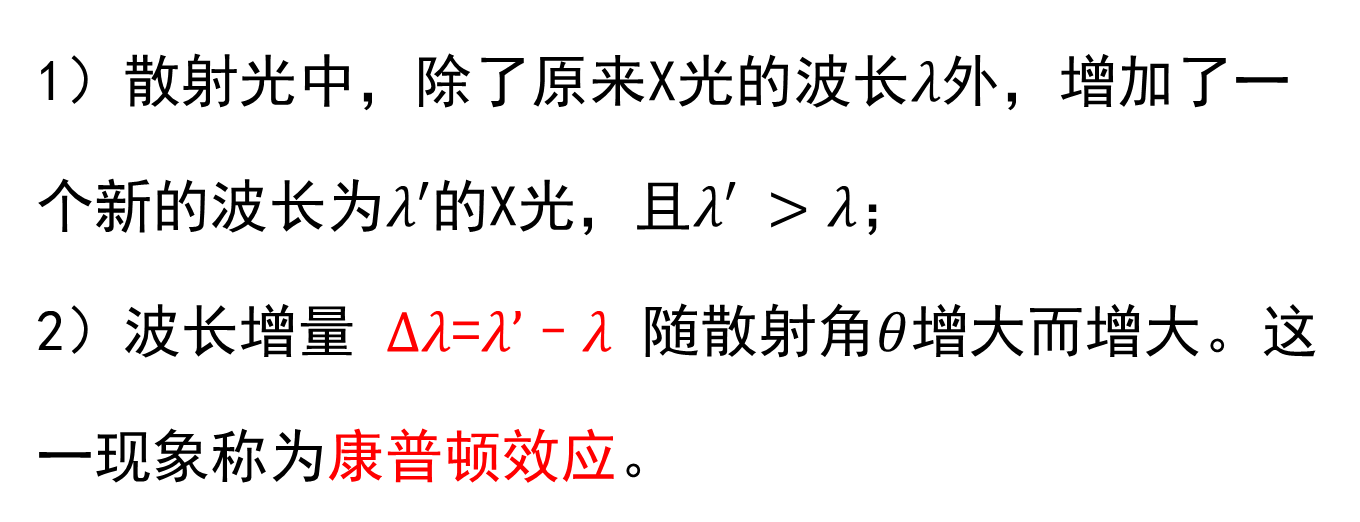 1）散射光中，除了原来X光的波长λ外，增加了一
个新的波长为λ′的X光，且λ′ > λ；
2）波长增量 Δλ=λ’－λ 随散射角θ增大而增大。这
一现象称为康普顿效应。